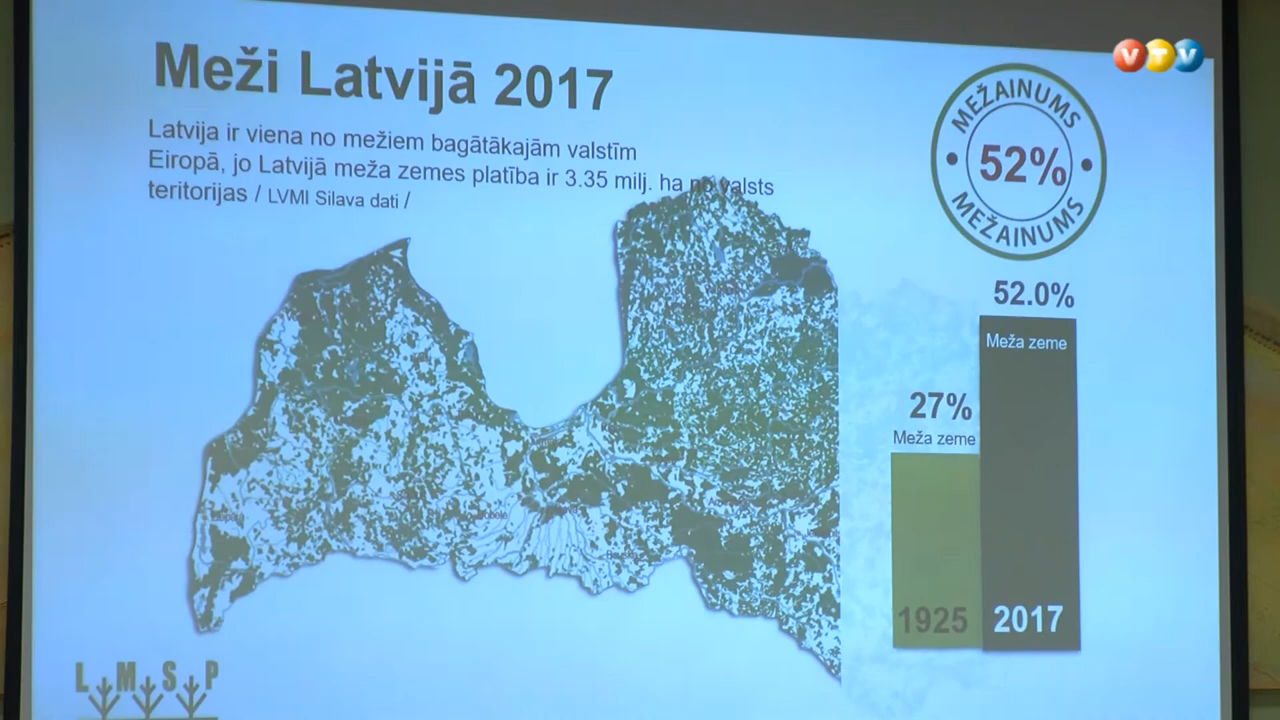 Meži Latvijā 2017
Latvija ir viena no mežiem bagātākajām valstīm
Eiropā, jo Latvijā meža zemes platība ir 3.35 milj. ha no valsts
teritorijas / LVMI Silava dati /
VTV
MEŽAINUMS
52%
MEŽAINUMS
52.0%
Meža zeme
27%
Meža zeme
1925
2017
LMSP